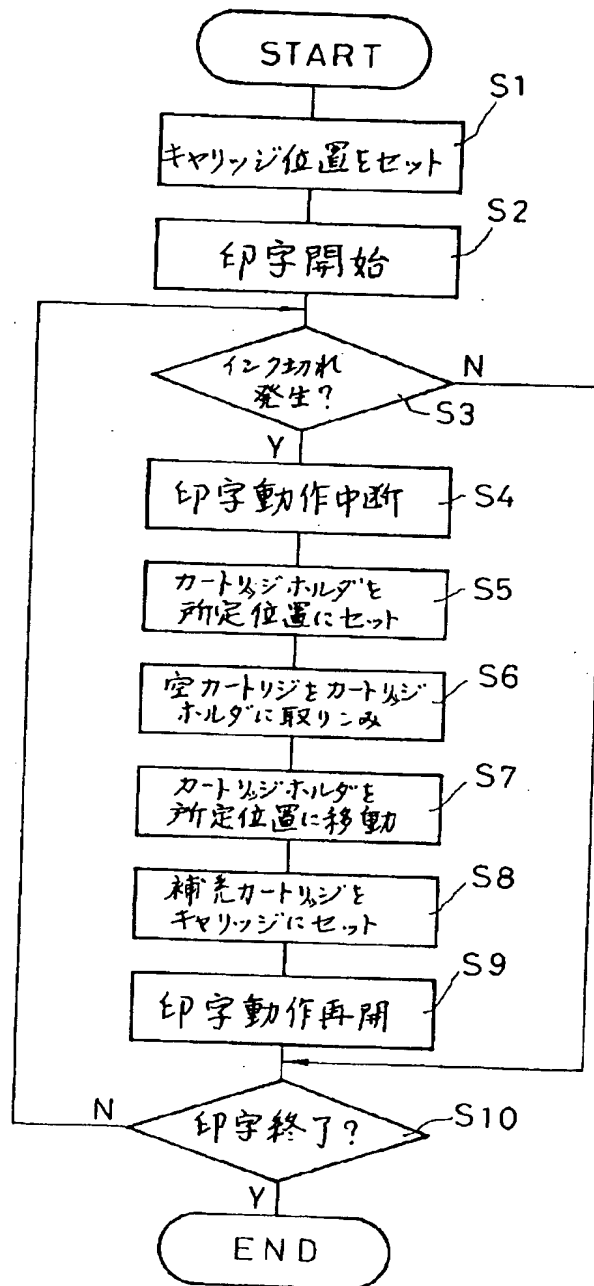 START
S1
キャリッジ位置をセット
S2
印字開始
インク切れ
発生?
N
S3
Y
印字動作中断
S4
カートリッジホルダを
所定位置にセット
S5
空カートリジをカートリッジ
ホルダに取りこみ
S6
カートリッジホルダを
所定位置に移動
S7
補充カートリッジを
キャリッジにセット
S8
S9
印字動作再開
N
印字終了?
S10
Y
END